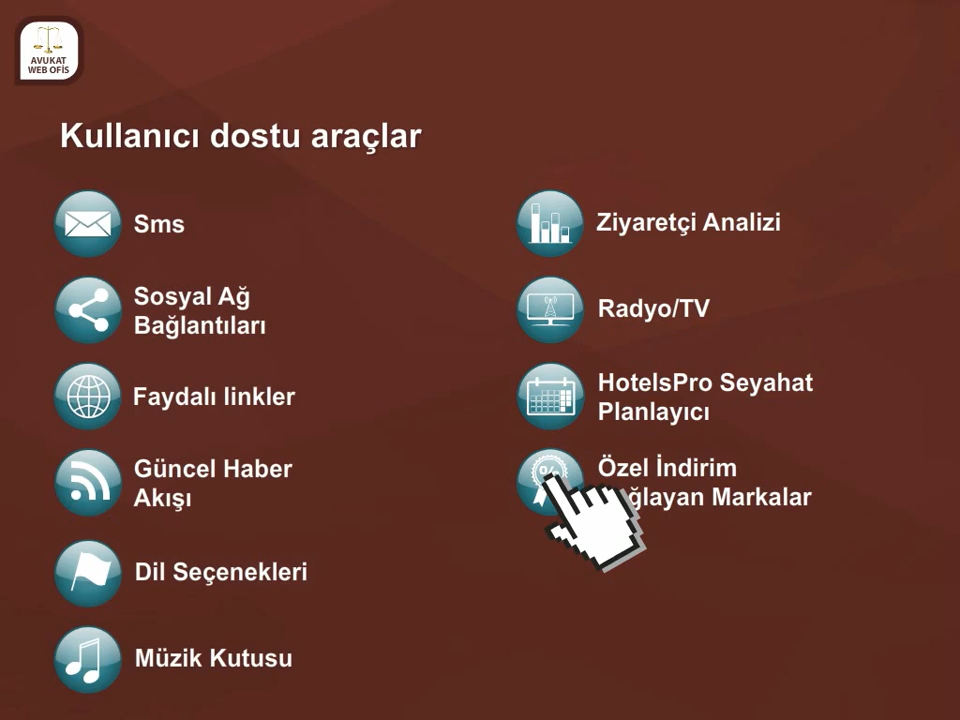 AVUKAT
WEB OFİS
Kullanıcı dostu araçlar
Sms
Sosyal Ağ
Bağlantıları
Faydalı linkler
Güncel Haber
Akışı
Dil Seçenekleri
Müzik Kutusu
Ziyaretçi Analizi
Radyo/TV
HotelsPro Seyahat
Planlayıcı
%
Özel İndirim
Markalar